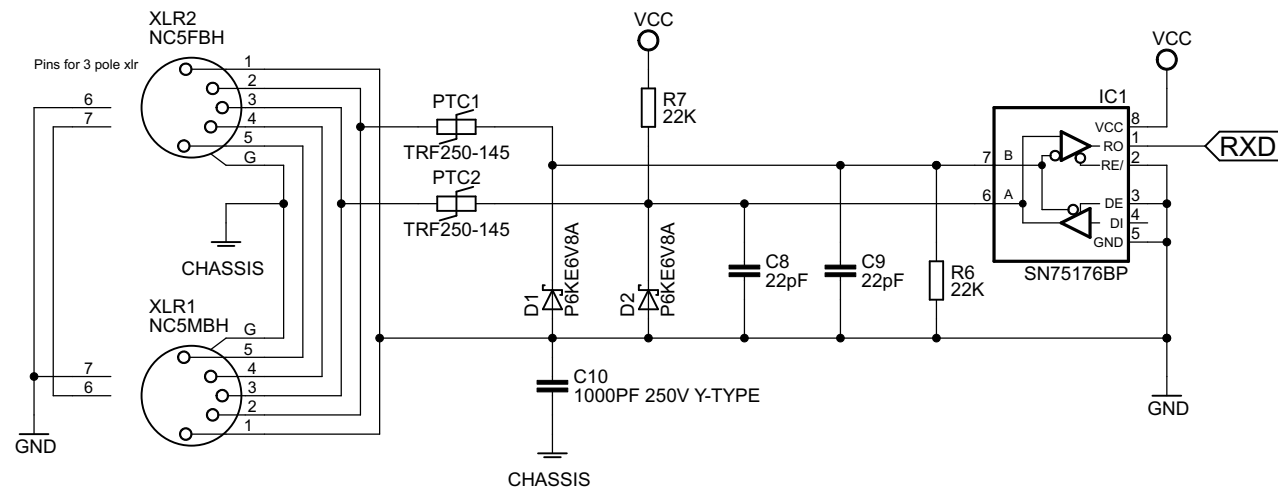 XLR2
NC5FBH
Pins for 3 pole xlr
1
2
3
4
5
G
6
7
PTC1
TRF250-145
PTC2
TRF250-145
VCC
R7
22K
VCC
IC1
8
VCC
1
RO
RXD
2
RE/
7
B
6
A
3
DE
4
DI
5
GND
SN75176BP
CHASSIS
D1
P6KE6V8A
D2
P6KE6V8A
C8
22pF
C9
22pF
R6
22K
XLR1
NC5MBH
G
5
4
3
2
1
7
6
GND
C10
1000PF 250V Y-TYPE
CHASSIS
GND